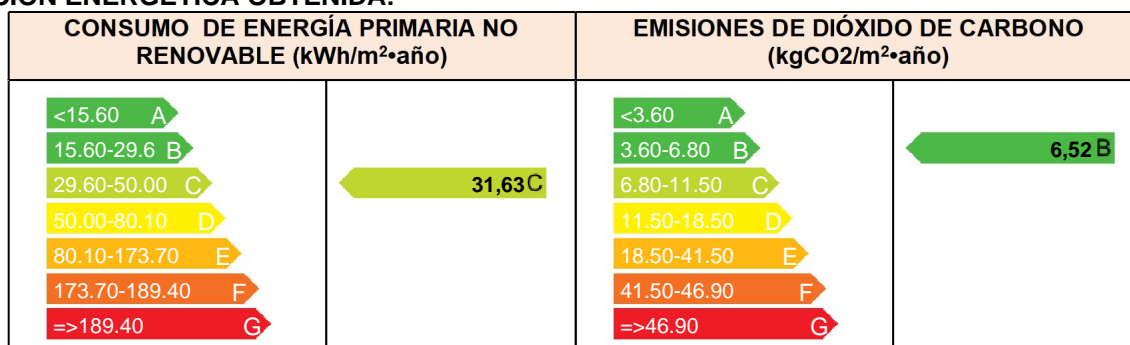 CONSUMO DE ENERGÍA PRIMARIA NO
RENOVABLE (kWh/m²•año)
EMISIONES DE DIÓXIDO DE CARBONO
(kgCO2/m²•año)
<15.60 A
15.60-29.6 B
29.60-50.00 C
50.00-80.10 D
80.10-173.70 E
173.70-189.40 F
=>189.40 G
31,63 C
<3.60 A
3.60-6.80 B
6.80-11.50 C
11.50-18.50 D
18.50-41.50 E
41.50-46.90 F
=>46.90 G
6,52 B